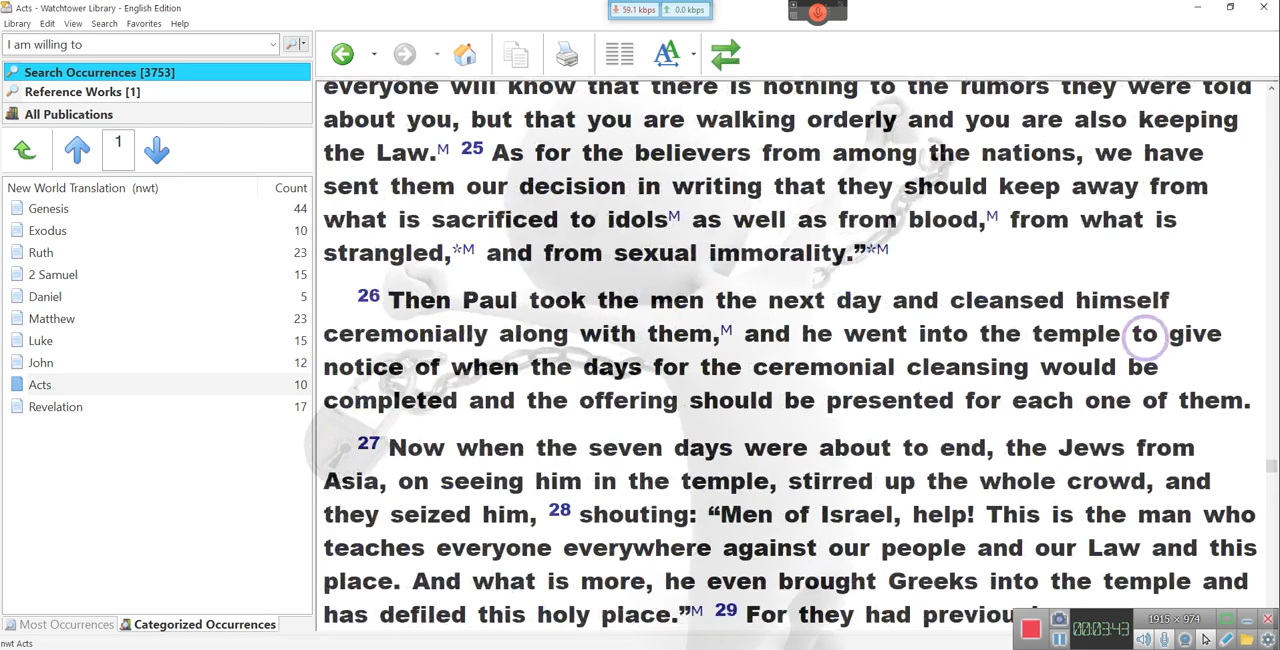 Acts - Watchtower Library - English Edition
59.1 kbps 0.0 kbps
Library Edit View Search Favorites Help
I am willing to
Search Occurrences [3753]
Reference Works [1]
All Publications
1
New World Translation (nwt) Count
Genesis 44
Exodus 10
Ruth 23
2 Samuel 15
Daniel 5
Matthew 23
Luke 15
John 12
Acts 10
Revelation 17
Most Occurrences Categorized Occurrences
nwt Acts
everyone will know that there is nothing to the rumors they were told
about you, but that you are walking orderly and you are also keeping
the Law.M 25 As for the believers from among the nations, we have
sent them our decision in writing that they should keep away from
what is sacrificed to idolsM as well as from blood,M from what is
strangled,*M and from sexual immorality.”*M
26 Then Paul took the men the next day and cleansed himself
ceremonially along with them,M and he went into the temple to give
notice of when the days for the ceremonial cleansing would be
completed and the offering should be presented for each one of them.
27 Now when the seven days were about to end, the Jews from
Asia, on seeing him in the temple, stirred up the whole crowd, and
they seized him, 28 shouting: “Men of Israel, help! This is the man who
teaches everyone everywhere against our people and our Law and this
place. And what is more, he even brought Greeks into the temple and
has defiled this holy place.”M 29 For they had
00:03:43
1915 × 974